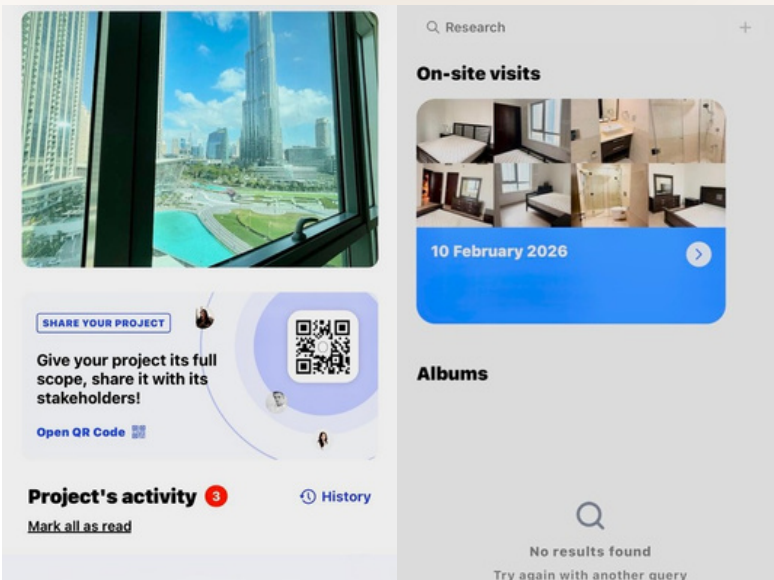 SHARE YOUR PROJECT
Give your project its full
scope, share it with its
stakeholders!
Open QR Code
Project's activity 3
History
Mark all as read
Research
On-site visits
10 February 2026
Albums
No results found
Try again with another query